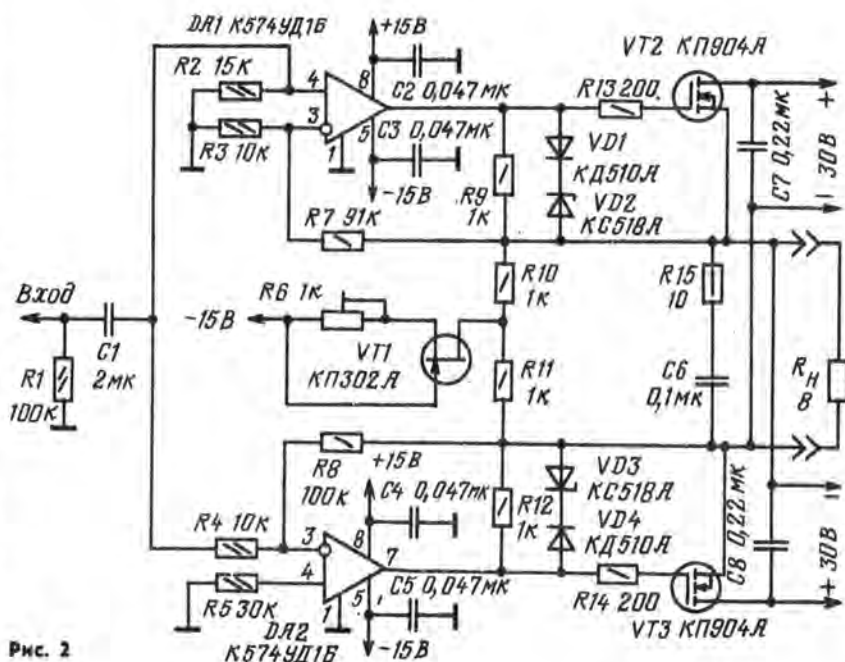 DA1 К574УД1Б
+15В
VT2 КП904А
R2 15к
4
8
C2 0,047мк
R13 200
+
3
5
C3 0,047мк
R3 10к
1
VD1
КД510А
C7 0,22мк
30В
-15В
R9
1к
VD2
КС518А
−
R7 91к
Вход
R6 1к
R10
1к
R15
10
-15В
C1
2мк
VT1
КП302А
R11
1к
C6
0,1мк
Rн
8
R1
100к
R8
100к
+15В
VD3
КС518А
C4 0,047мк
R12
1к
VD4
КД510А
C8 0,22мк
−
R4 10к
3
8
7
30В
4
C5 0,047мк
R5 30к
1
5
R14 200
+
DA2
К574УД1Б
-15В
VT3 КП904А
Рис. 2